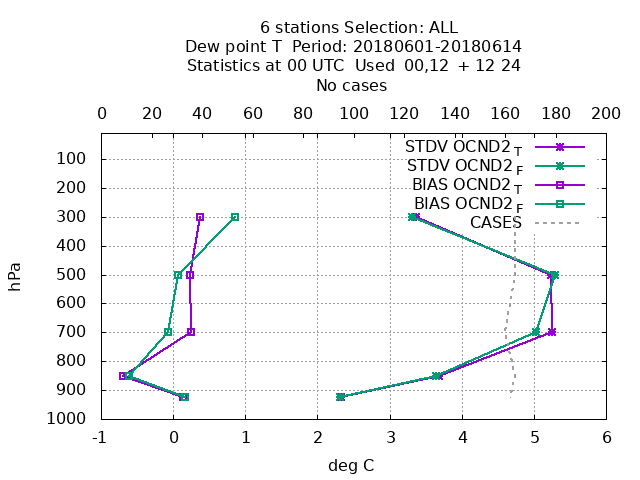 6 stations Selection: ALL
Dew point T  Period: 20180601-20180614
Statistics at 00 UTC  Used  00,12  + 12 24
No cases
0 20 30 40 60 80 90 100 120 130 140 160 180 200
100
200
300
400
500
600
700
800
900
1000
hPa
STDV OCND2 T
STDV OCND2 F
BIAS OCND2 T
BIAS OCND2 F
CASES
-1 0 1 2 3 4 5 6
deg C